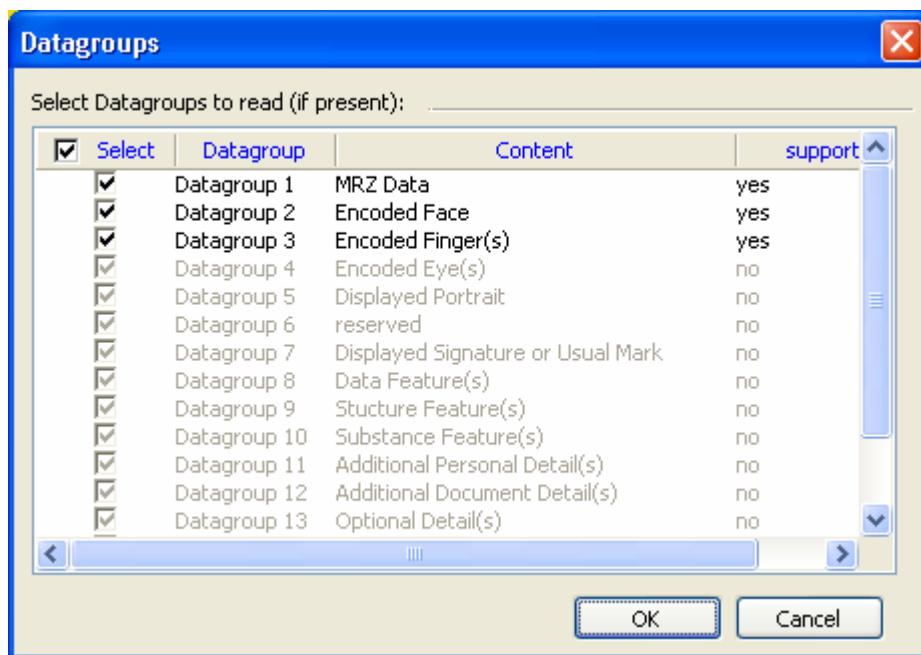 Datagroups
Select Datagroups to read (if present):
Select Datagroup Content support
Datagroup 1 MRZ Data yes
Datagroup 2 Encoded Face yes
Datagroup 3 Encoded Finger(s) yes
Datagroup 4 Encoded Eye(s) no
Datagroup 5 Displayed Portrait no
Datagroup 6 reserved no
Datagroup 7 Displayed Signature or Usual Mark no
Datagroup 8 Data Feature(s) no
Datagroup 9 Stucture Feature(s) no
Datagroup 10 Substance Feature(s) no
Datagroup 11 Additional Personal Detail(s) no
Datagroup 12 Additional Document Detail(s) no
Datagroup 13 Optional Detail(s) no
OK Cancel